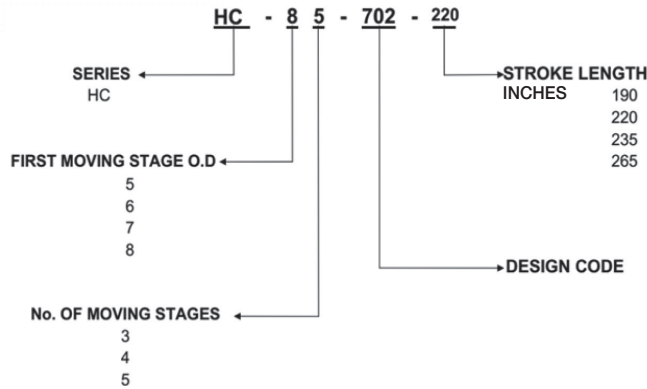 HC - 8 5 - 702 - 220
SERIES
HC
STROKE LENGTH
INCHES 190
220
235
265
FIRST MOVING STAGE O.D
5
6
7
8
DESIGN CODE
No. OF MOVING STAGES
3
4
5